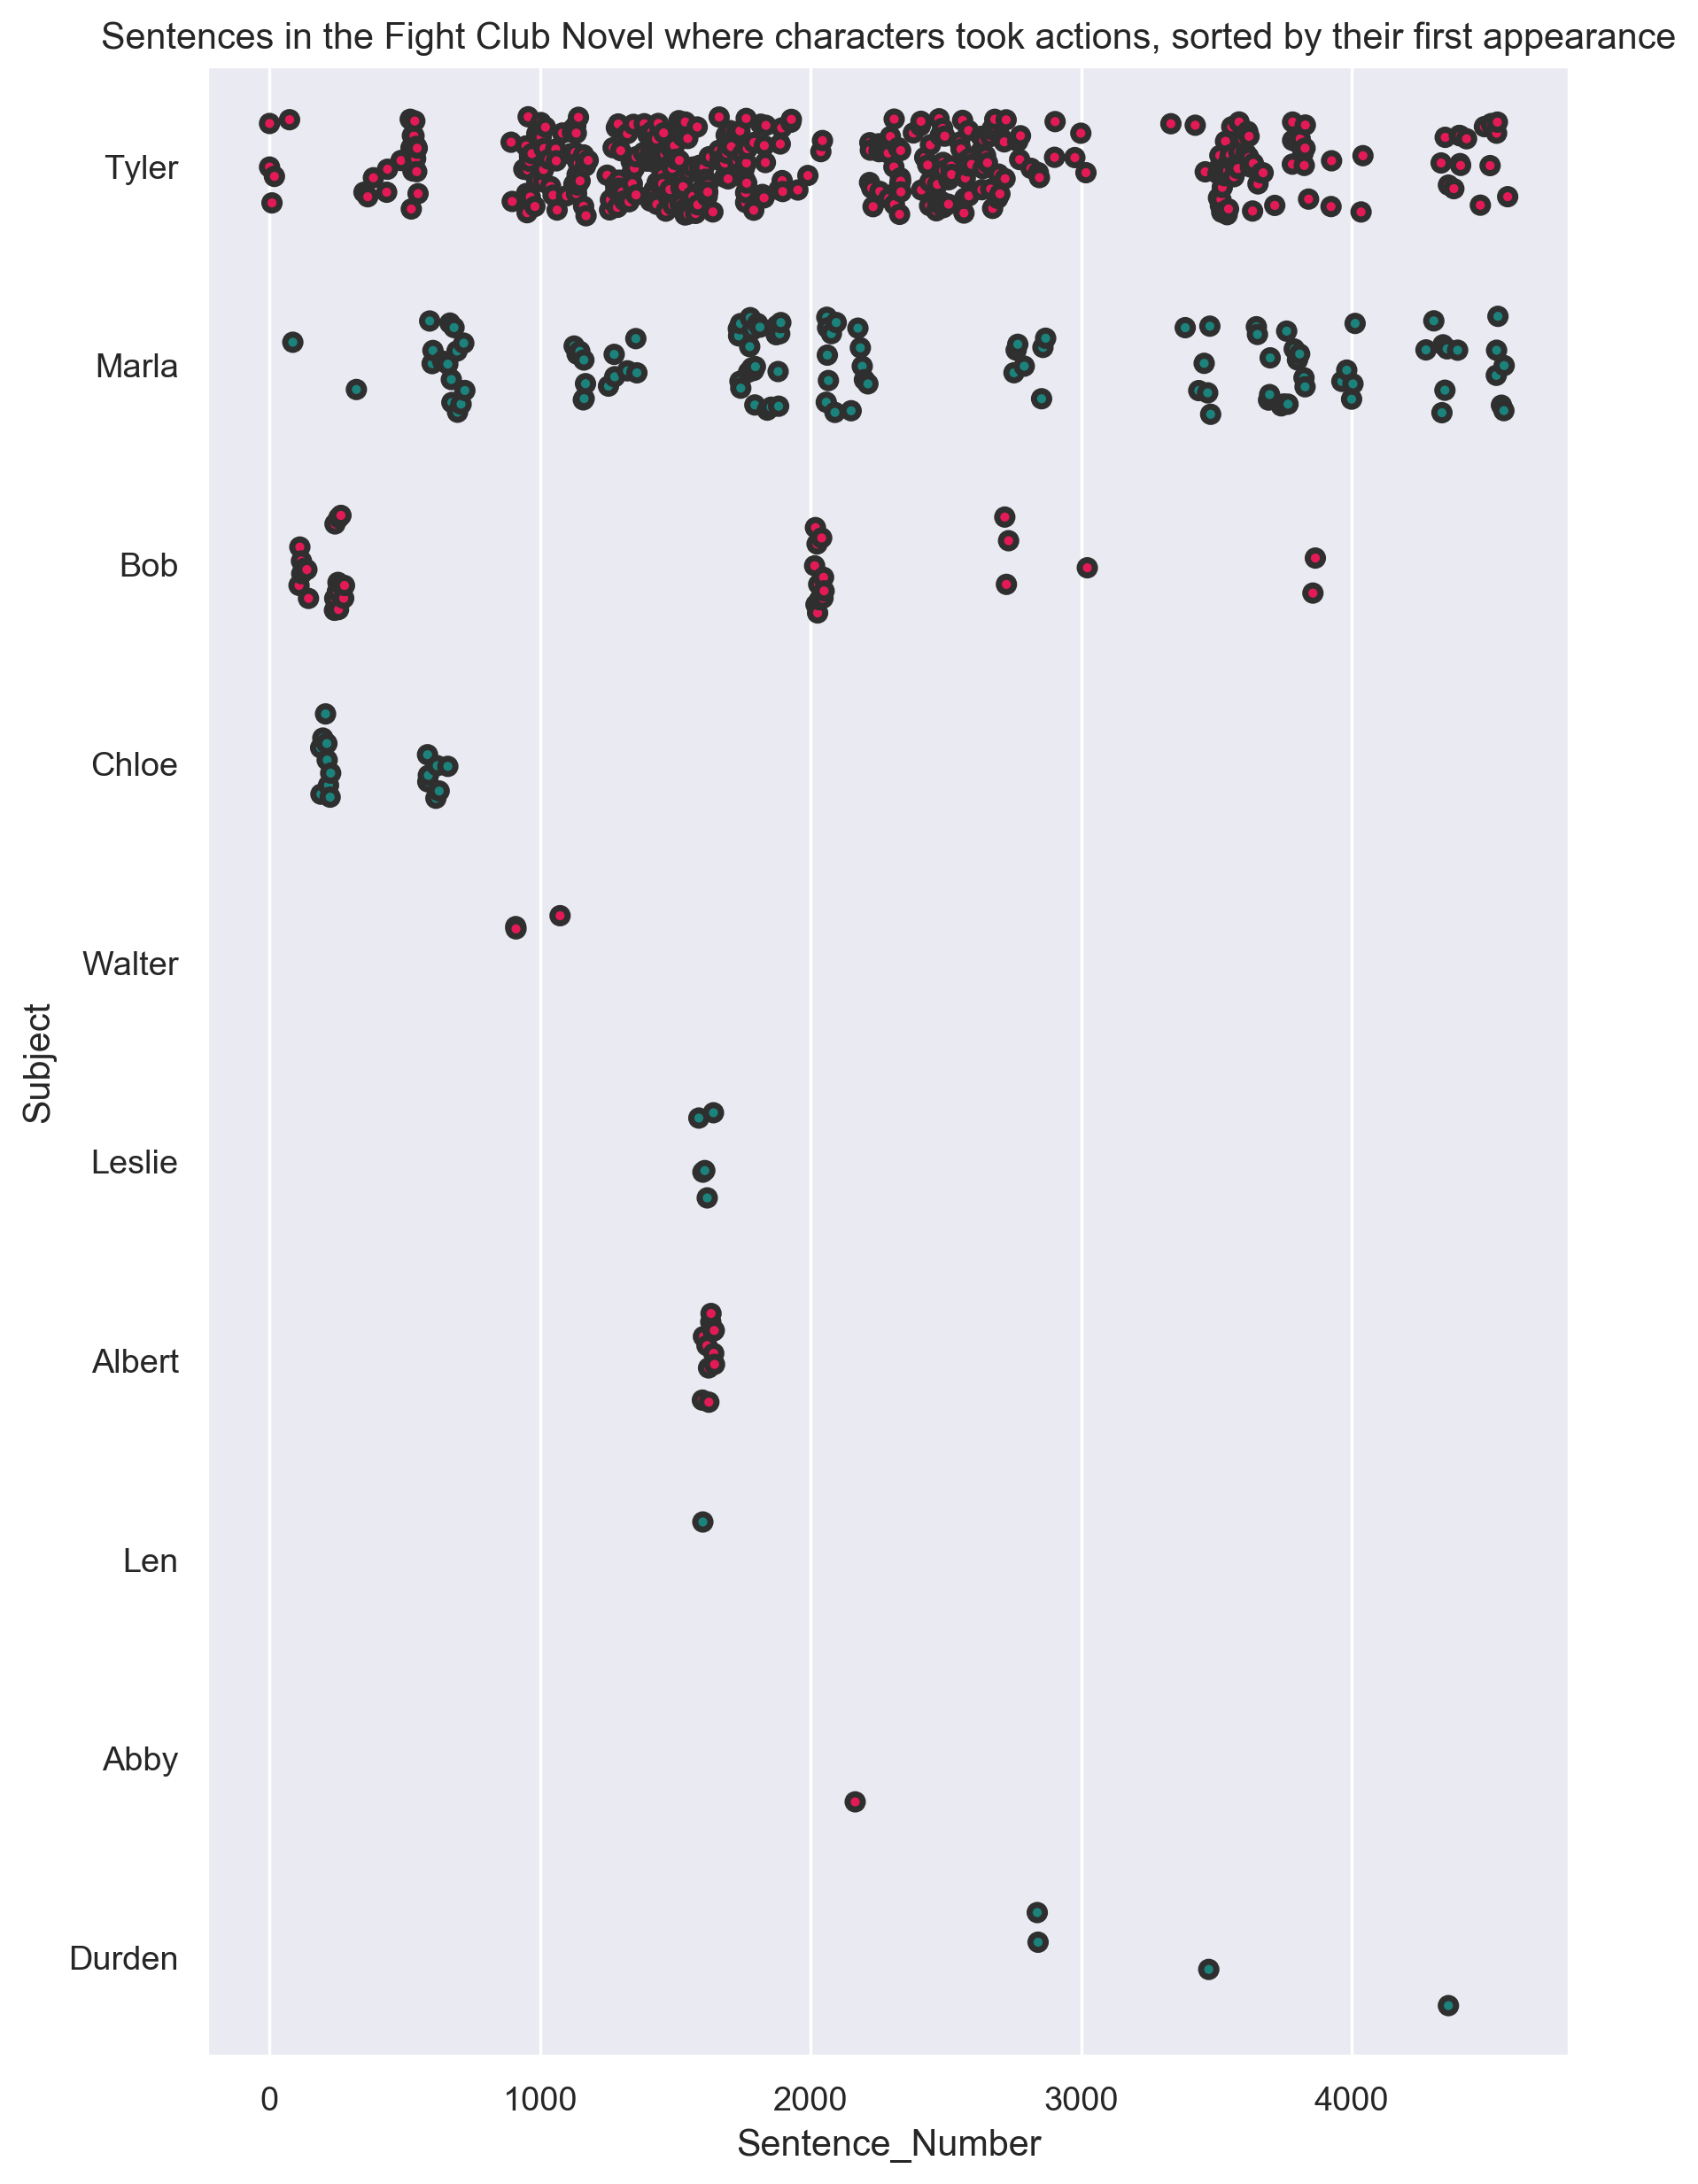 Sentences in the Fight Club Novel where characters took actions, sorted by their first appearance
Tyler
Marla
Bob
Chloe
Walter
Leslie
Albert
Len
Abby
Durden
Subject
0 1000 2000 3000 4000
Sentence_Number